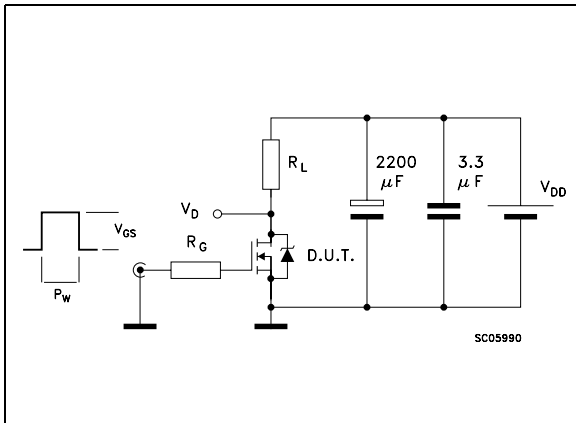 2200
μF
3.3
μF
R_L
V_DD
V_D
V_GS
R_G
D.U.T.
P_W
SC05990